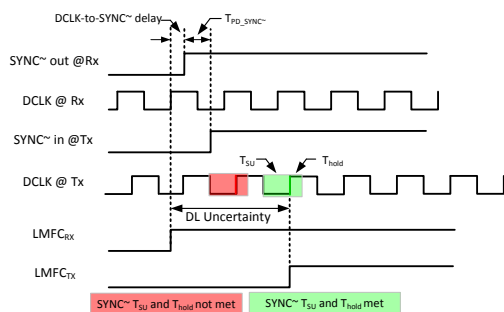 DCLK-to-SYNC~ delay
T_PD_SYNC~
SYNC~ out @Rx
DCLK @ Rx
SYNC~ in @Tx
T_SU
T_hold
DCLK @ Tx
DL Uncertainty
LMFC_RX
LMFC_TX
SYNC~ T_SU and T_hold not met
SYNC~ T_SU and T_hold met